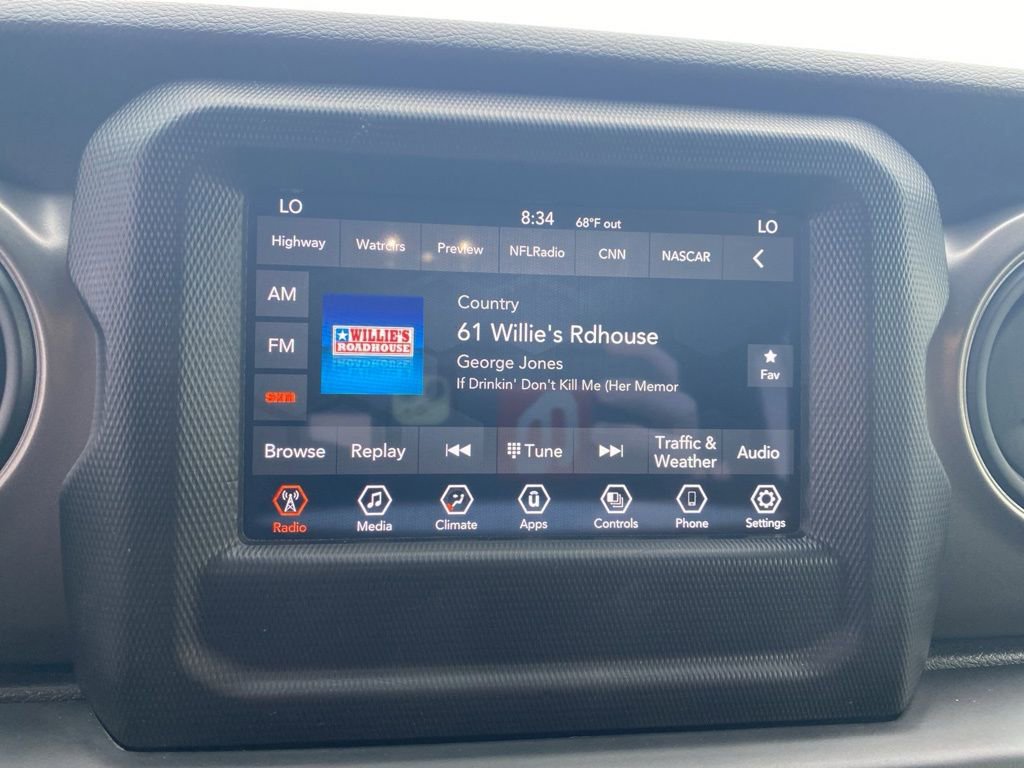 LO
8:34 68°F out
LO
Highway Watrclrs Preview NFLRadio CNN NASCAR
AM
FM
sxm
WILLIE'S
ROADHOUSE
Country
61 Willie's Rdhouse
George Jones
If Drinkin' Don't Kill Me (Her Memor
Fav
Browse Replay Tune Traffic & Weather Audio
Radio Media Climate Apps Controls Phone Settings